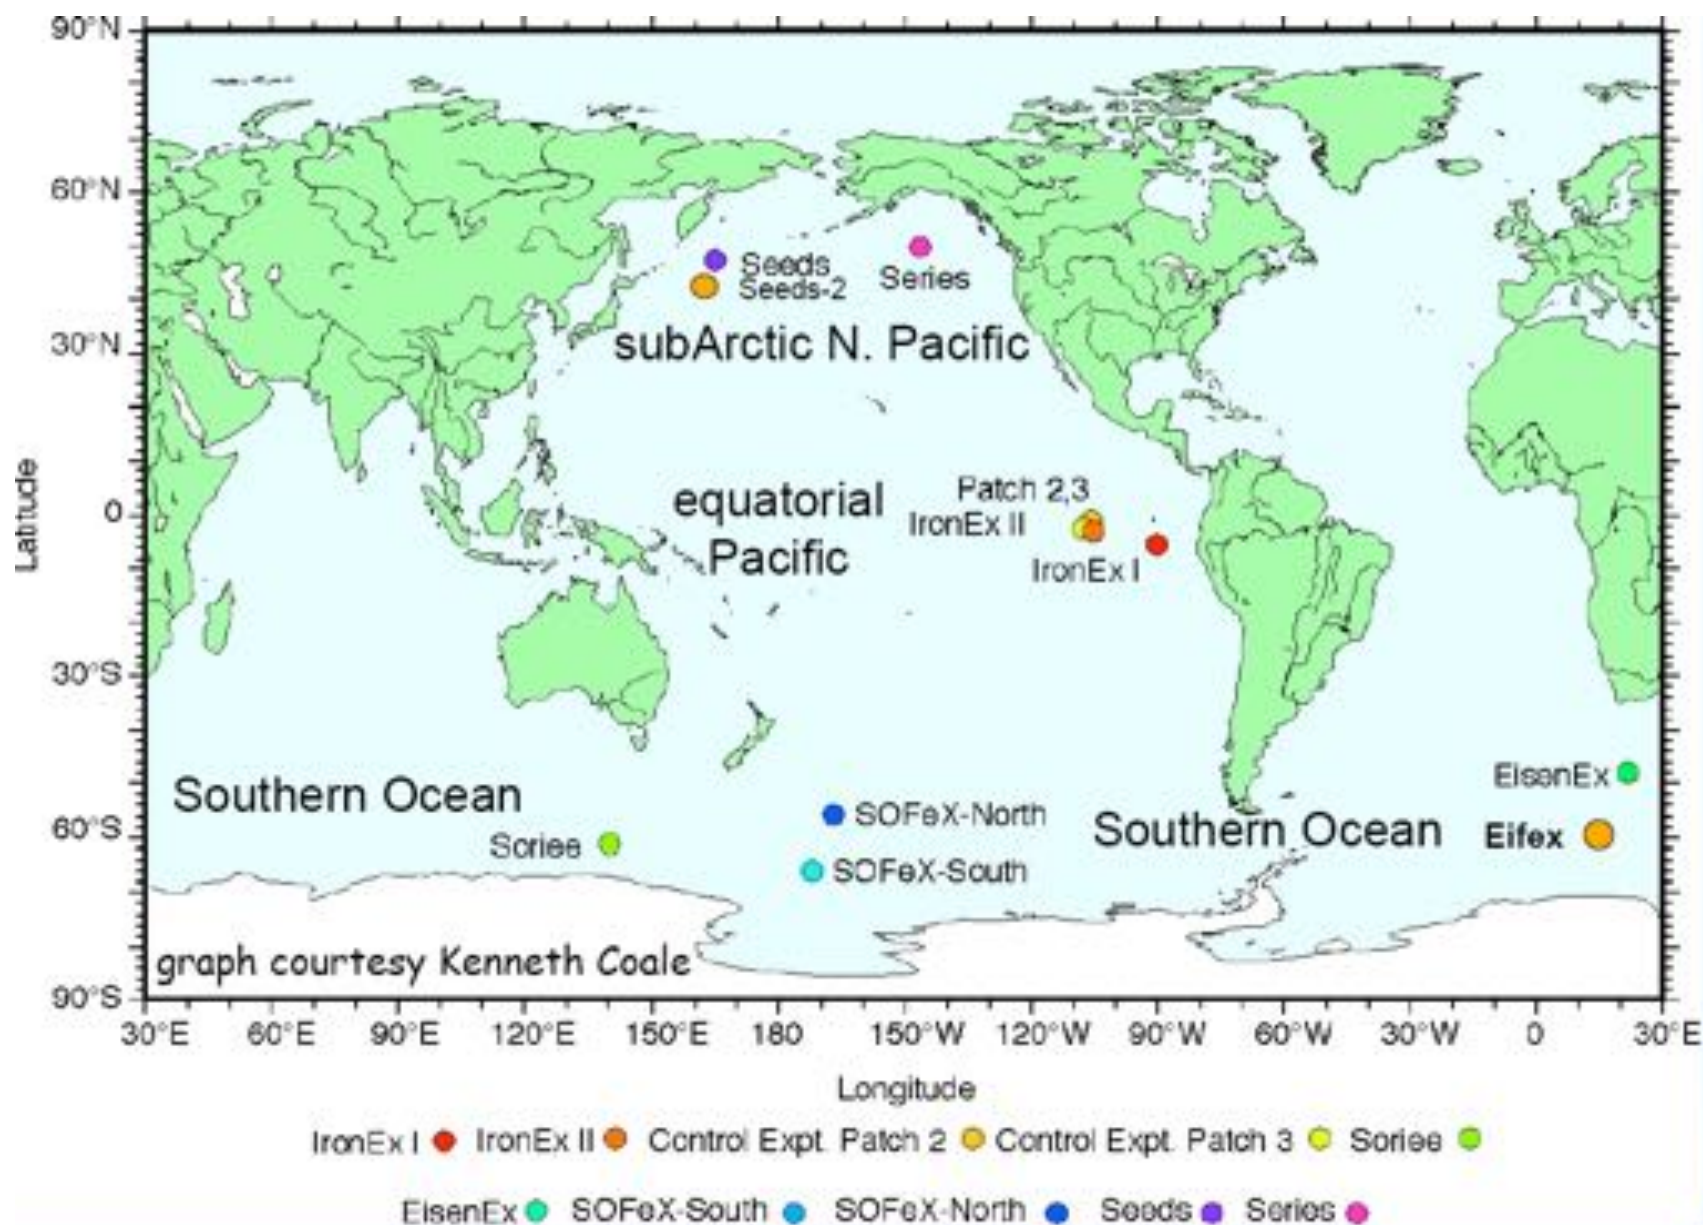 90°N
60°N
30°N
0
30°S
60°S
90°S
Latitude
Seeds
Seeds-2
Series
subArctic N. Pacific
equatorial
Pacific
Patch 2,3
IronEx II
IronEx I
Southern Ocean
Soriee
SOFeX-North
SOFeX-South
Southern Ocean
EisenEx
Eifex
graph courtesy Kenneth Coale
30°E 60°E 90°E 120°E 150°E 180 150°W 120°W 90°W 60°W 30°W 0 30°E
Longitude
IronEx I IronEx II Control Expt. Patch 2 Control Expt. Patch 3 Soriee
EisenEx SOFeX-South SOFeX-North Seeds Series